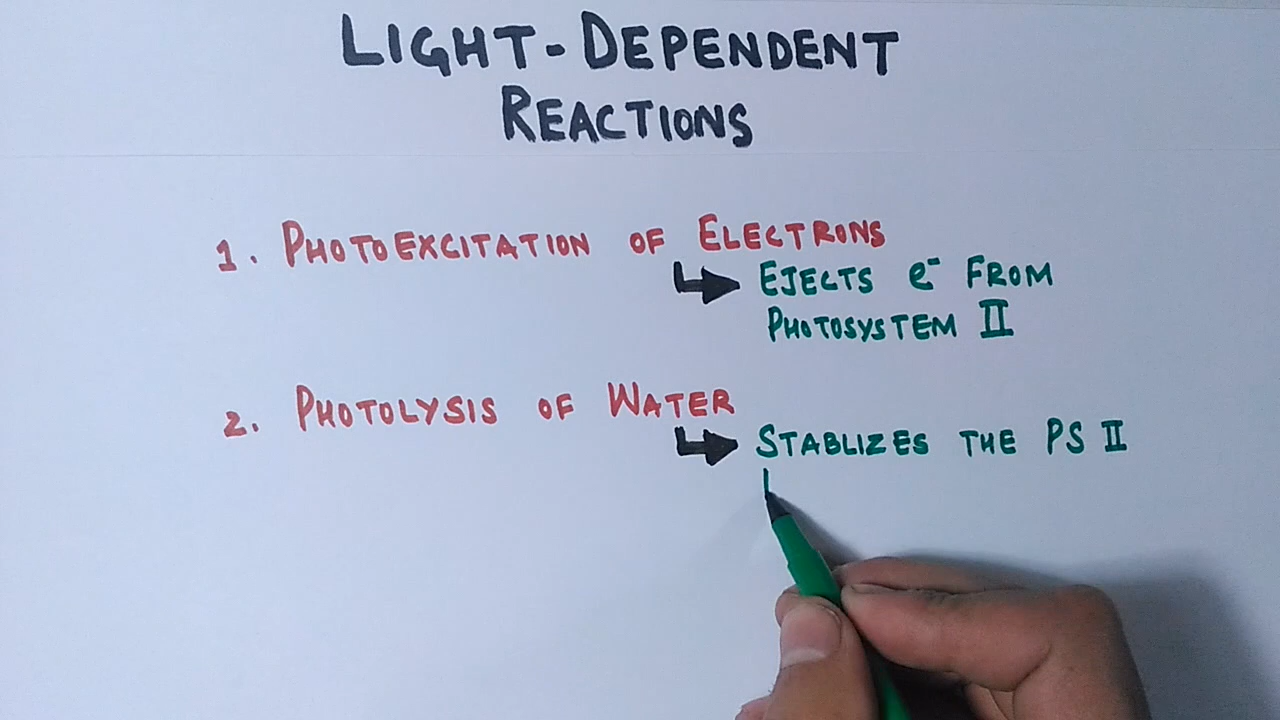 LIGHT-DEPENDENT
REACTIONS
1. PHOTOEXCITATION OF ELECTRONS
EJECTS e⁻ FROM
PHOTOSYSTEM II
2. PHOTOLYSIS OF WATER
STABLIZES THE PS II